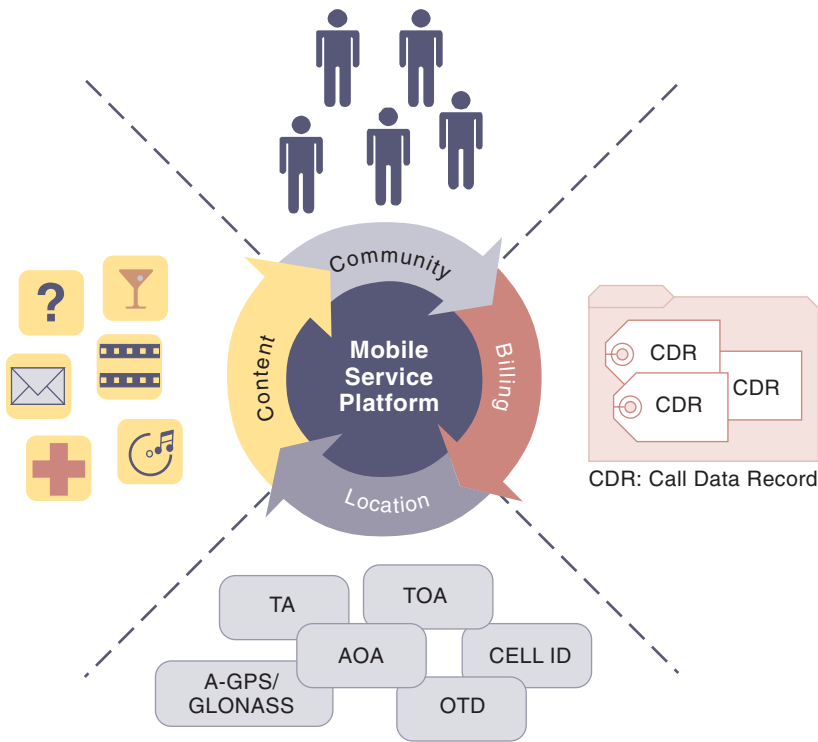 Community
?
Content
Mobile
Service
Platform
Billing
CDR
CDR
CDR
CDR: Call Data Record
Location
TA
TOA
AOA
CELL ID
A-GPS/
GLONASS
OTD